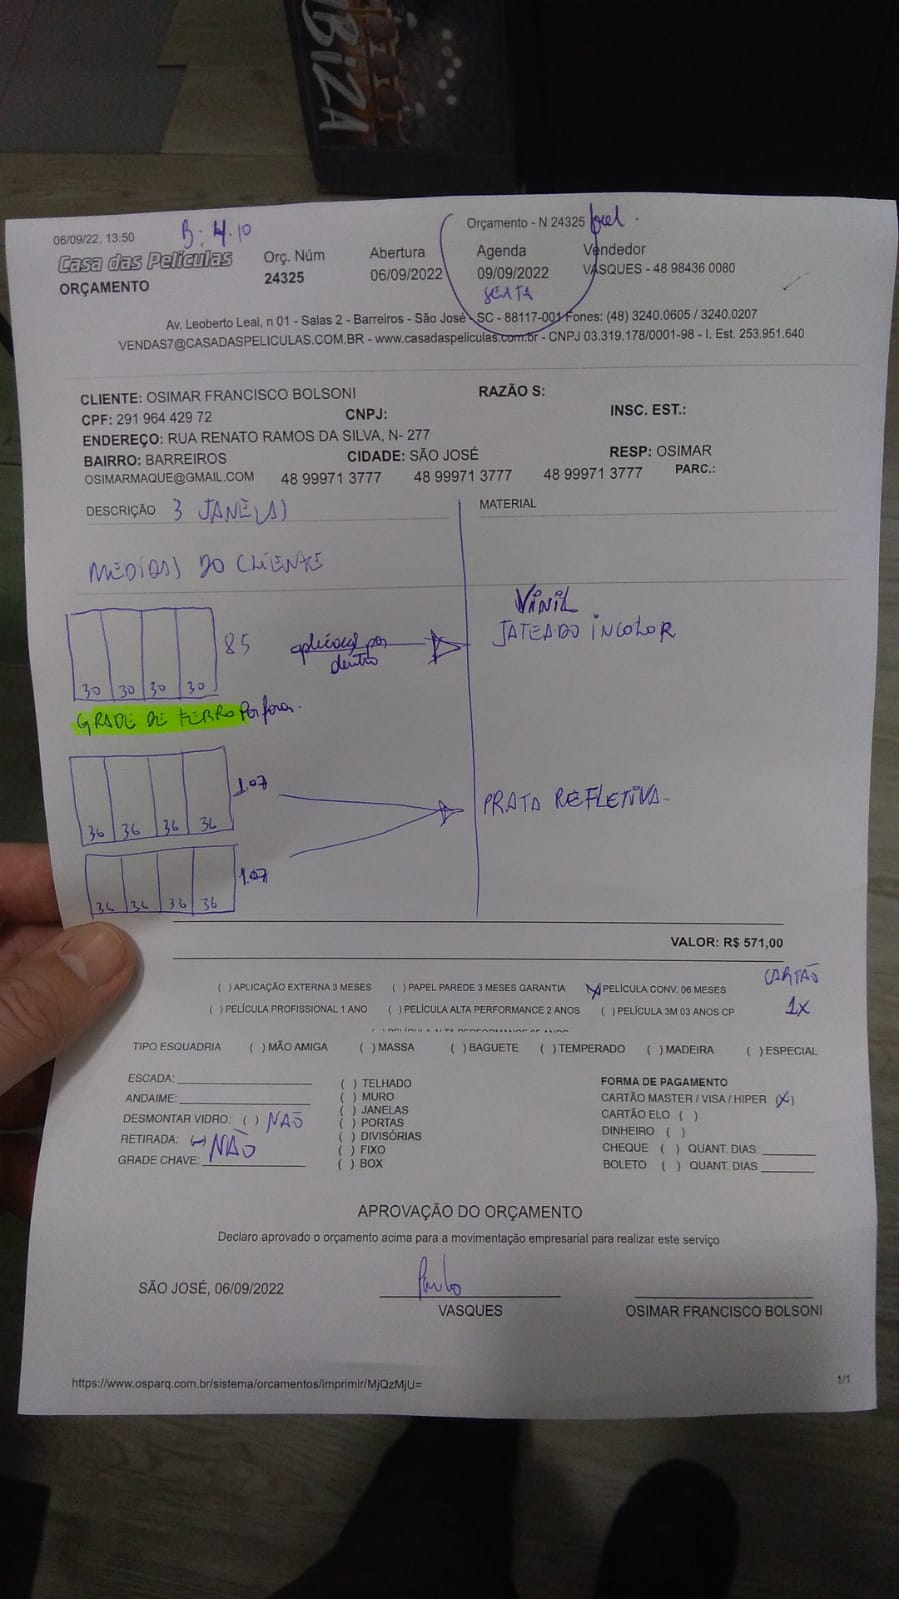 IBIZA
06/09/22, 13:50
B: 4.10
Orçamento - N 24325
Casa das Películas
ORÇAMENTO
Orç. Núm
24325
Abertura
06/09/2022
Agenda
09/09/2022
SEXTA
Vendedor
VASQUES - 48 98436 0080
Av. Leoberto Leal, n 01 - Salas 2 - Barreiros - São José - SC - 88117-001 Fones: (48) 3240.0605 / 3240.0207
VENDAS7@CASADASPELICULAS.COM.BR - www.casadaspeliculas.com.br - CNPJ 03.319.178/0001-98 - I. Est. 253.951.640
CLIENTE: OSIMAR FRANCISCO BOLSONI RAZÃO S:
CPF: 291 964 429 72 CNPJ: INSC. EST.:
ENDEREÇO: RUA RENATO RAMOS DA SILVA, N- 277
BAIRRO: BARREIROS CIDADE: SÃO JOSÉ RESP: OSIMAR
OSIMARMAQUE@GMAIL.COM 48 99971 3777 48 99971 3777 48 99971 3777 PARC.:
DESCRIÇÃO 3 JANELAS MATERIAL
MEDIDAS DO CLIENTE
VINIL
JATEADO INCOLOR
85
aplicação por
dentro
30 30 30 30
GRADE DE FERRO Por fora.
1.07
PRATA REFLETIVA
36 36 36 36
1.07
36 36 36 36
VALOR: R$ 571,00
CARTÃO
1X
( ) APLICAÇÃO EXTERNA 3 MESES ( ) PAPEL PAREDE 3 MESES GARANTIA (X) PELÍCULA CONV. 06 MESES
( ) PELÍCULA PROFISSIONAL 1 ANO ( ) PELÍCULA ALTA PERFORMANCE 2 ANOS ( ) PELÍCULA 3M 03 ANOS CP
TIPO ESQUADRIA ( ) MÃO AMIGA ( ) MASSA ( ) BAGUETE ( ) TEMPERADO ( ) MADEIRA ( ) ESPECIAL
ESCADA:
ANDAIME:
DESMONTAR VIDRO: ( ) NÃO
RETIRADA: (-) NÃO
GRADE CHAVE:
( ) TELHADO
( ) MURO
( ) JANELAS
( ) PORTAS
( ) DIVISÓRIAS
( ) FIXO
( ) BOX
FORMA DE PAGAMENTO
CARTÃO MASTER / VISA / HIPER (X)
CARTÃO ELO ( )
DINHEIRO ( )
CHEQUE ( ) QUANT. DIAS:
BOLETO ( ) QUANT. DIAS
APROVAÇÃO DO ORÇAMENTO
Declaro aprovado o orçamento acima para a movimentação empresarial para realizar este serviço
SÃO JOSÉ, 06/09/2022
Paulo
VASQUES
OSIMAR FRANCISCO BOLSONI
https://www.osparq.com.br/sistema/orcamentos/imprimir/MjQzMjU=
1/1